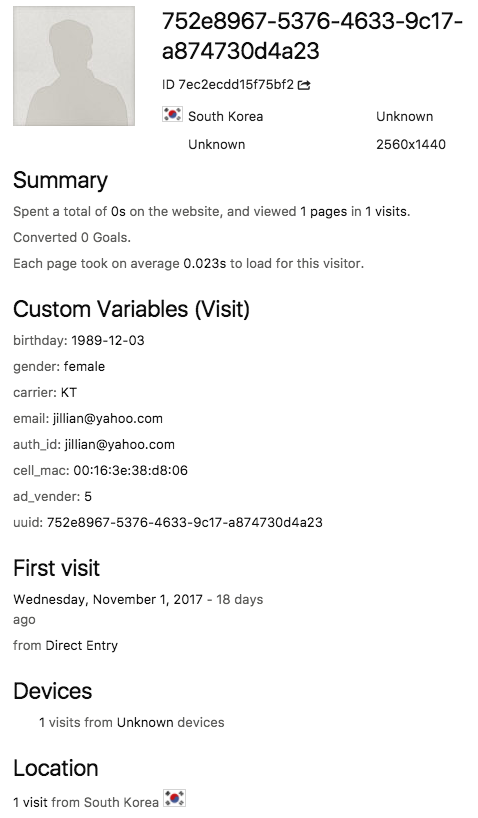 752e8967-5376-4633-9c17-
a874730d4a23
ID 7ec2ecdd15f75bf2
South Korea Unknown
Unknown 2560x1440
Summary
Spent a total of 0s on the website, and viewed 1 pages in 1 visits.
Converted 0 Goals.
Each page took on average 0.023s to load for this visitor.
Custom Variables (Visit)
birthday: 1989-12-03
gender: female
carrier: KT
email: jillian@yahoo.com
auth_id: jillian@yahoo.com
cell_mac: 00:16:3e:38:d8:06
ad_vender: 5
uuid: 752e8967-5376-4633-9c17-a874730d4a23
First visit
Wednesday, November 1, 2017 - 18 days
ago
from Direct Entry
Devices
1 visits from Unknown devices
Location
1 visit from South Korea